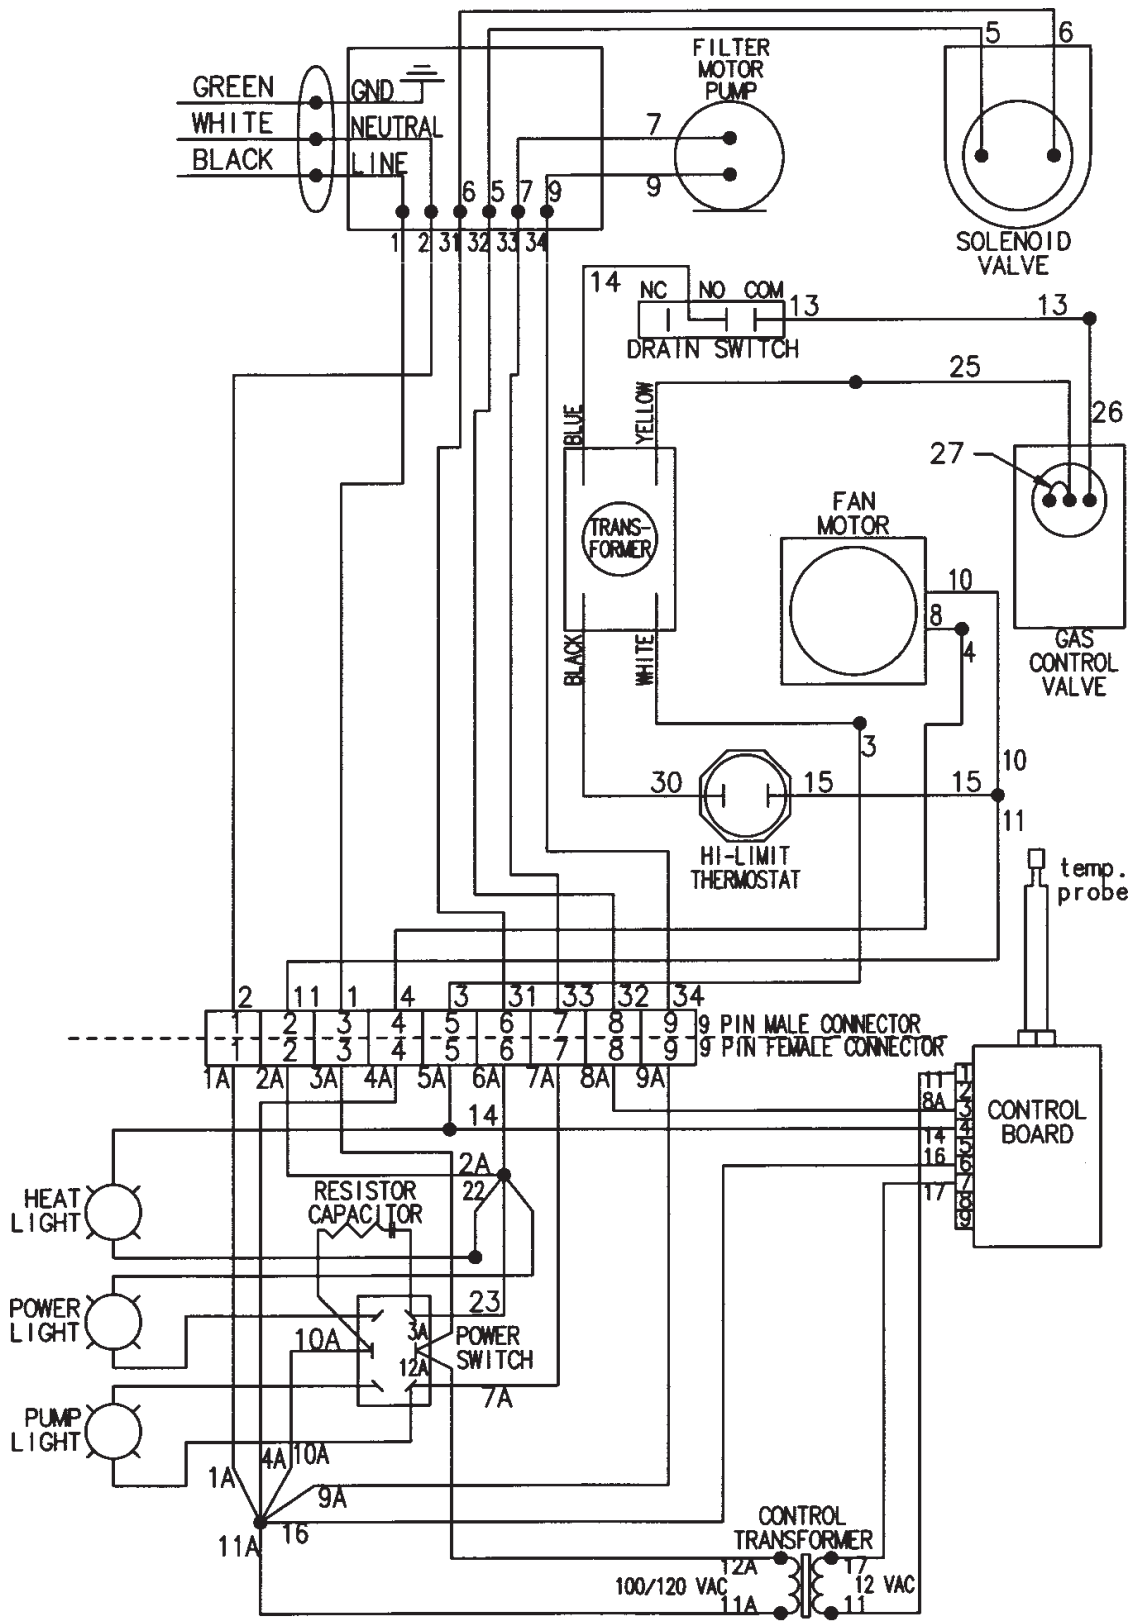 5 6
FILTER
MOTOR
PUMP
GREEN GND
WHITE NEUTRAL
BLACK LINE
7
9
6 5 7 9
1 2 31 32 33 34
SOLENOID
VALVE
14 NC NO COM 13 13
DRAIN SWITCH
25
BLUE YELLOW
26
27
FAN
MOTOR
TRANS-
FORMER
10
8
4
BLACK WHITE
GAS
CONTROL
VALVE
3
10
30 15 15
11
HI-LIMIT
THERMOSTAT
temp.
probe
2 11 1 4 3 31 33 32 34
1 2 3 4 5 6 7 8 9 9 PIN MALE CONNECTOR
1 2 3 4 5 6 7 8 9 9 PIN FEMALE CONNECTOR
1A 2A 3A 4A 5A 6A 7A 8A 9A
11 1
2
8A 3
14 4
5
16 6
17 7
8
9
CONTROL
BOARD
14
2A
22
RESISTOR
CAPACITOR
HEAT
LIGHT
POWER
LIGHT
23
3A
10A
12A
POWER
SWITCH
7A
PUMP
LIGHT
1A 4A 10A
9A
11A 16
CONTROL
TRANSFORMER
12A 17
100/120 VAC 12 VAC
11A 11